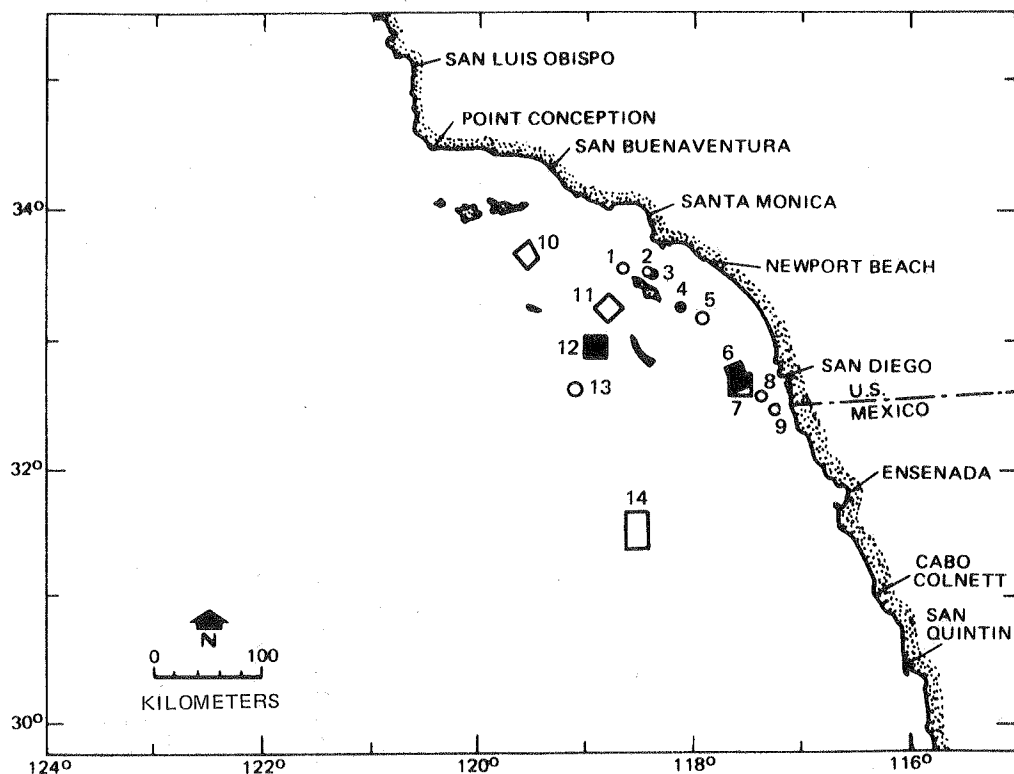 SAN LUIS OBISPO
POINT CONCEPTION
SAN BUENAVENTURA
34°
SANTA MONICA
10
1
2
3
NEWPORT BEACH
11
4
5
12
6
SAN DIEGO
13
7
8
U.S.
MEXICO
9
32°
ENSENADA
14
CABO
COLNETT
SAN
QUINTIN
N
0 100
KILOMETERS
30°
124° 122° 120° 118° 116°